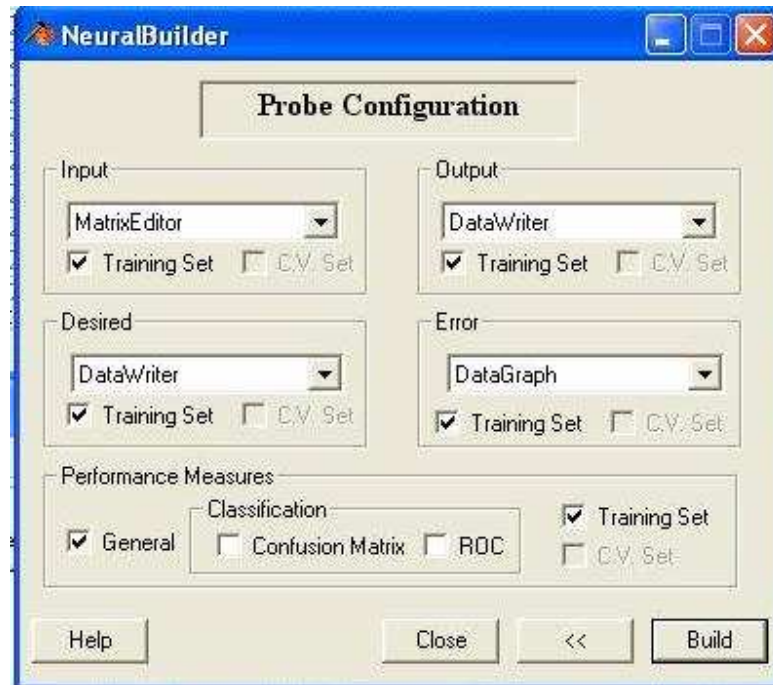 NeuralBuilder
Probe Configuration
Input
MatrixEditor
Training Set C.V. Set
Output
DataWriter
Training Set C.V. Set
Desired
DataWriter
Training Set C.V. Set
Error
DataGraph
Training Set C.V. Set
Performance Measures
General
Classification
Confusion Matrix ROC
Training Set
C.V. Set
Help Close << Build